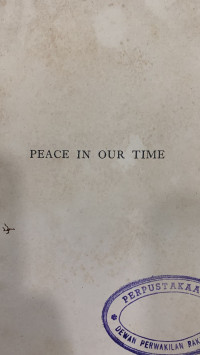 PEACE IN OUR TIME
PERPUSTAKAA
DEWAN PERWAKILAN RAK